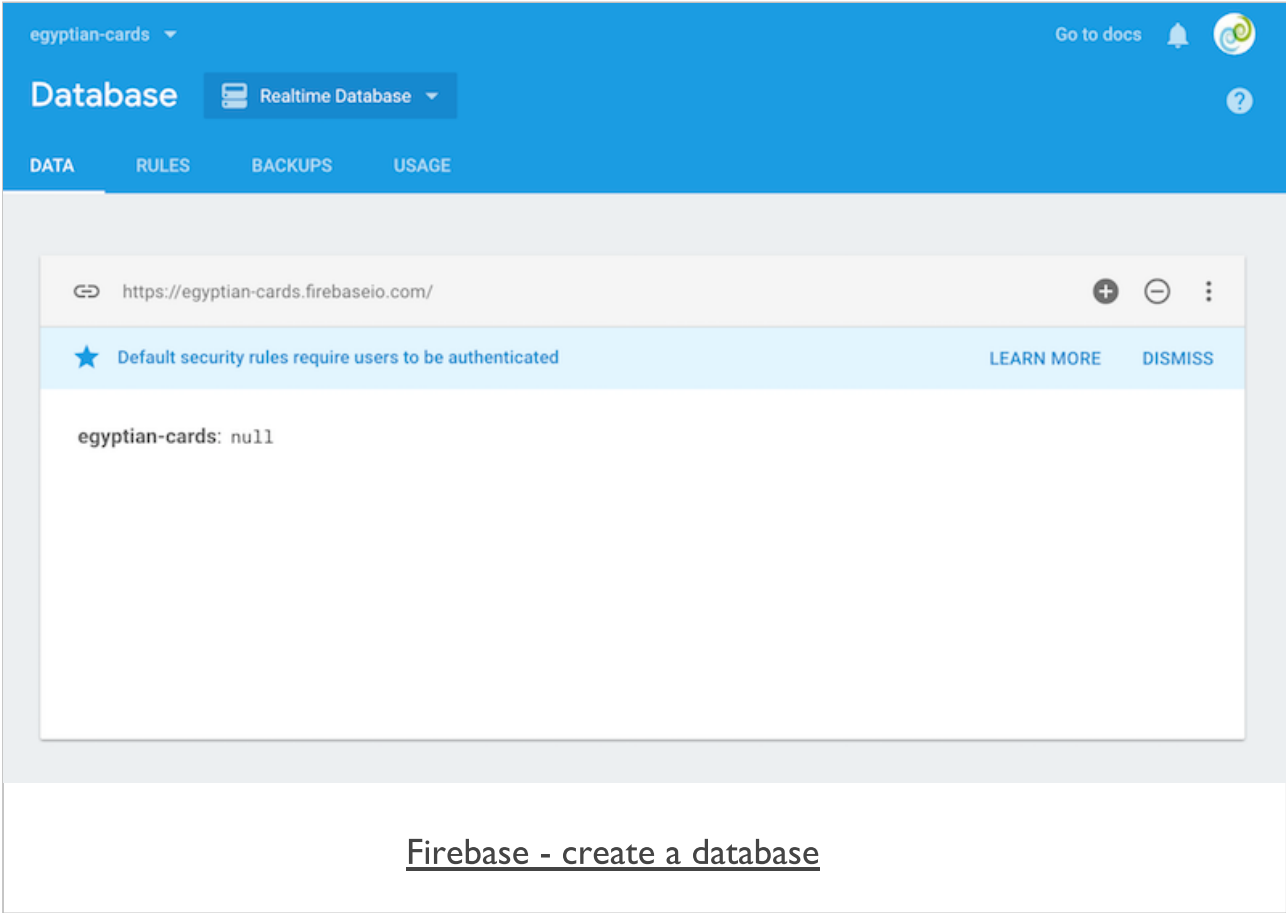 egyptian-cards
Go to docs
Database
Realtime Database
DATA RULES BACKUPS USAGE
https://egyptian-cards.firebaseio.com/
Default security rules require users to be authenticated
LEARN MORE DISMISS
egyptian-cards: null
Firebase - create a database